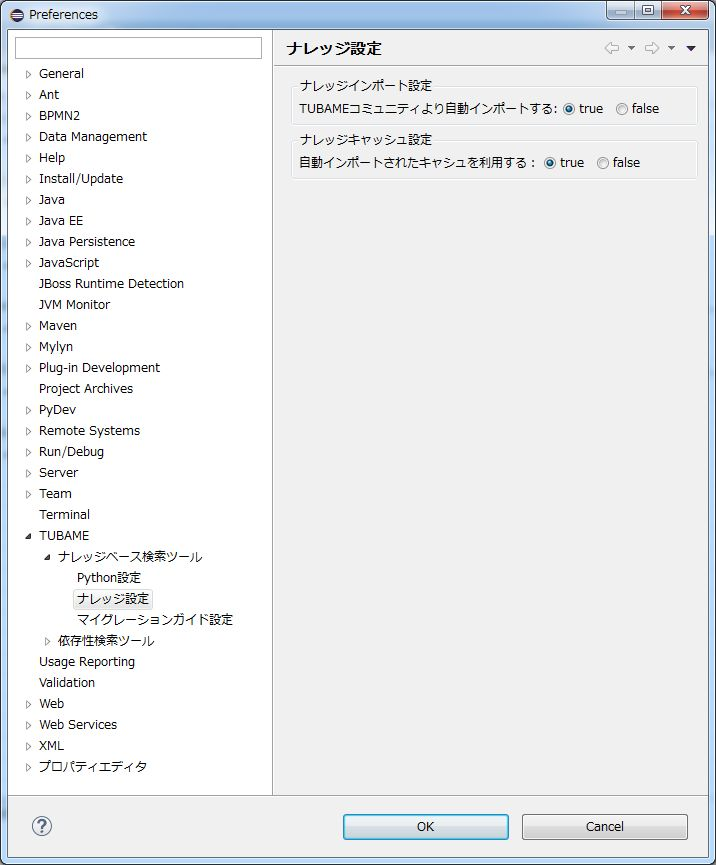 Preferences
General
Ant
BPMN2
Data Management
Help
Install/Update
Java
Java EE
Java Persistence
JavaScript
JBoss Runtime Detection
JVM Monitor
Maven
Mylyn
Plug-in Development
Project Archives
PyDev
Remote Systems
Run/Debug
Server
Team
Terminal
TUBAME
ナレッジベース検索ツール
Python設定
ナレッジ設定
マイグレーションガイド設定
依存性検索ツール
Usage Reporting
Validation
Web
Web Services
XML
プロパティエディタ
ナレッジ設定
ナレッジインポート設定
TUBAMEコミュニティより自動インポートする: true false
ナレッジキャッシュ設定
自動インポートされたキャシュを利用する : true false
?
OK Cancel